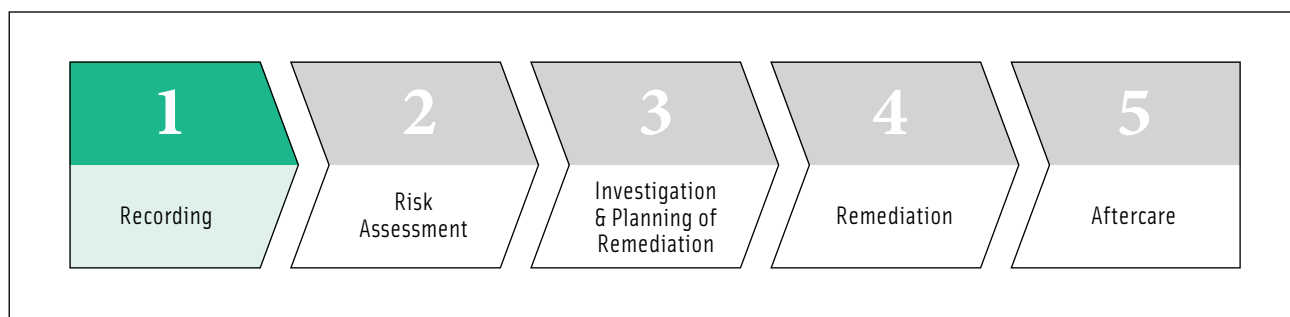 1
Recording
2
Risk
Assessment
3
Investigation
& Planning of
Remediation
4
Remediation
5
Aftercare